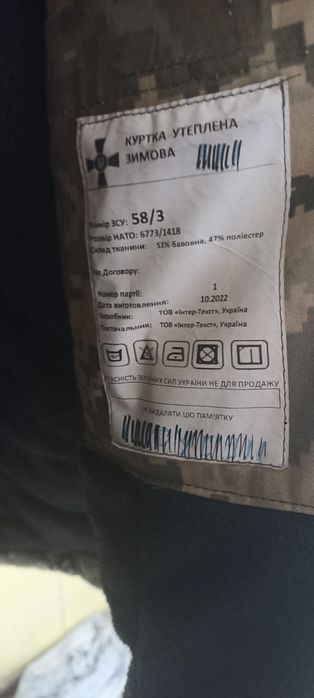 КУРТКА УТЕПЛЕНА
ЗИМОВА
Розмір ЗСУ: 58/3
Розмір НАТО: 6773/1418
Склад тканини: 53% бавовна, 47% поліестер
№ Договору:
Номер партії: 1
Дата виготовлення: 10.2022
Виробник: ТОВ «Інтер-Текст», Україна
Постачальник: ТОВ «Інтер-Текст», Україна
ВЛАСНІСТЬ ЗБРОЙНИХ СИЛ УКРАЇНИ НЕ ДЛЯ ПРОДАЖУ
НЕ ВИДАЛЯТИ ЦЮ ПАМ'ЯТКУ